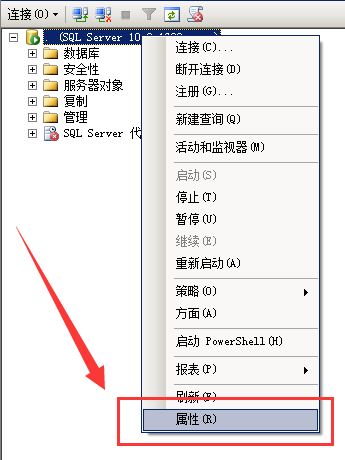 连接(O)
(SQL Server 10.
数据库
安全性
服务器对象
复制
管理
SQL Server 代
连接(C)...
断开连接(D)
注册(G)...
新建查询(Q)
活动和监视器(M)
启动(S)
停止(T)
暂停(U)
继续(E)
重新启动(A)
策略(O)
方面(A)
启动 PowerShell(H)
报表(P)
刷新(F)
属性(R)